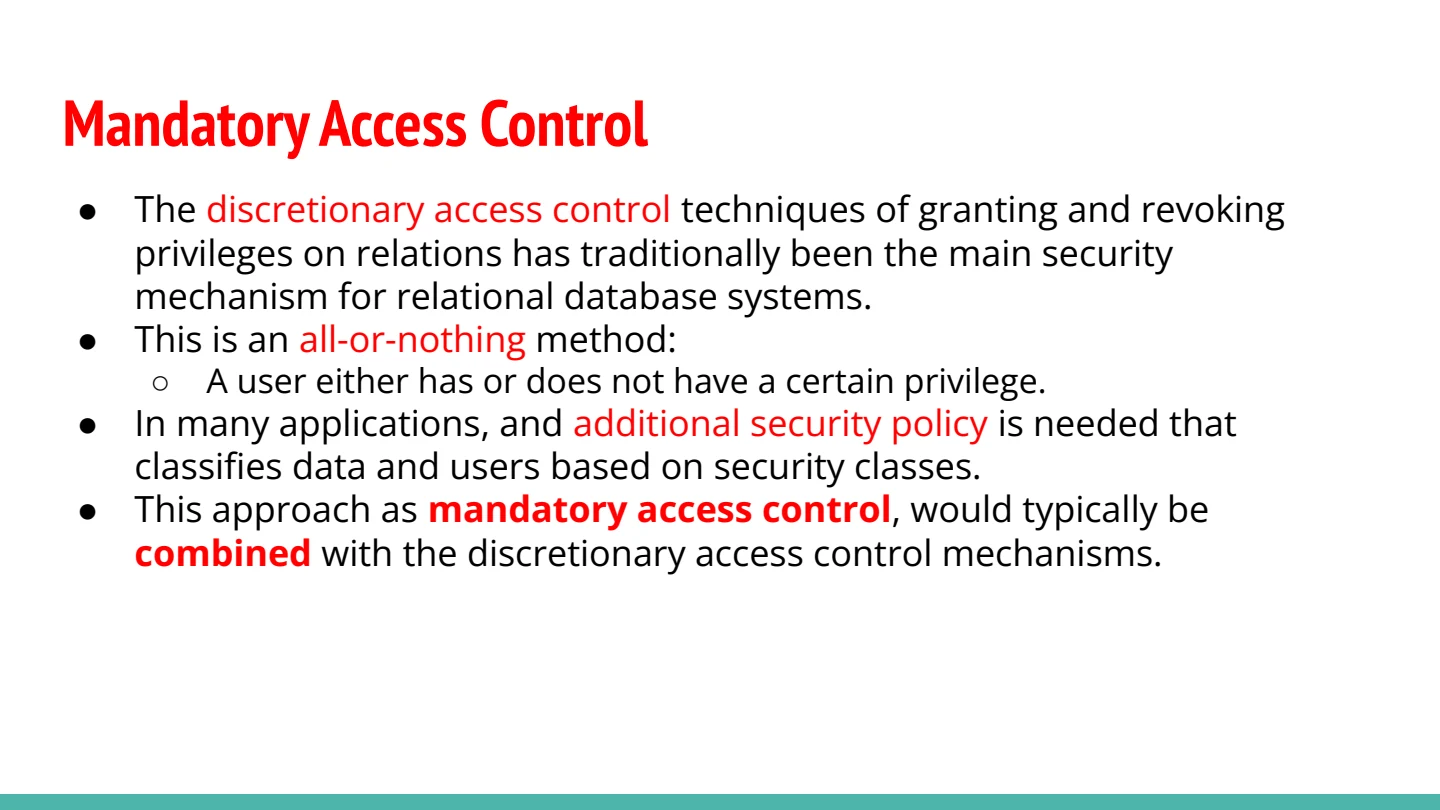 Mandatory Access Control
● The discretionary access control techniques of granting and revoking
privileges on relations has traditionally been the main security
mechanism for relational database systems.
● This is an all-or-nothing method:
○ A user either has or does not have a certain privilege.
● In many applications, and additional security policy is needed that
classifies data and users based on security classes.
● This approach as mandatory access control, would typically be
combined with the discretionary access control mechanisms.